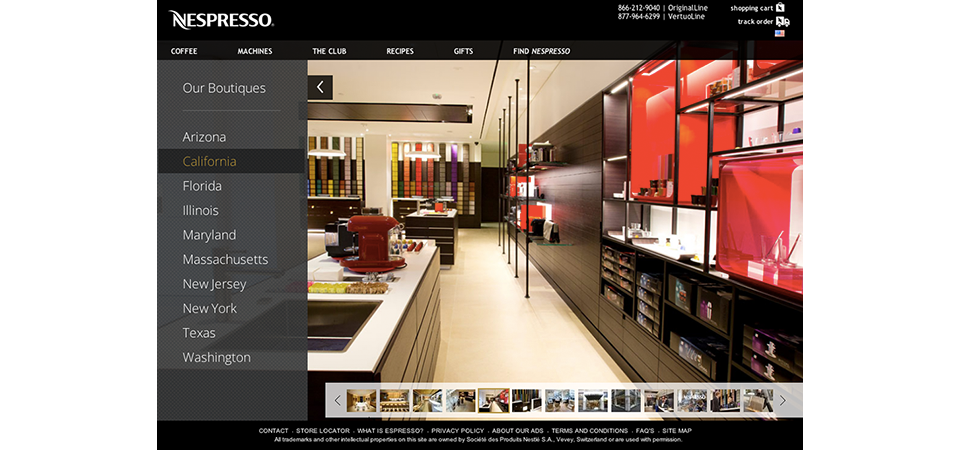 NESPRESSO
866-212-9040 | OriginalLine
877-964-6299 | VertuoLine
shopping cart
track order
COFFEE MACHINES THE CLUB RECIPES GIFTS FIND NESPRESSO
Our Boutiques
Arizona
California
Florida
Illinois
Maryland
Massachusetts
New Jersey
New York
Texas
Washington
CONTACT . STORE LOCATOR . WHAT IS ESPRESSO? . PRIVACY POLICY . ABOUT OUR ADS . TERMS AND CONDITIONS . FAQ'S . SITE MAP
All trademarks and other intellectual properties on this site are owned by Société des Produits Nestlé S.A., Vevey, Switzerland or are used with permission.